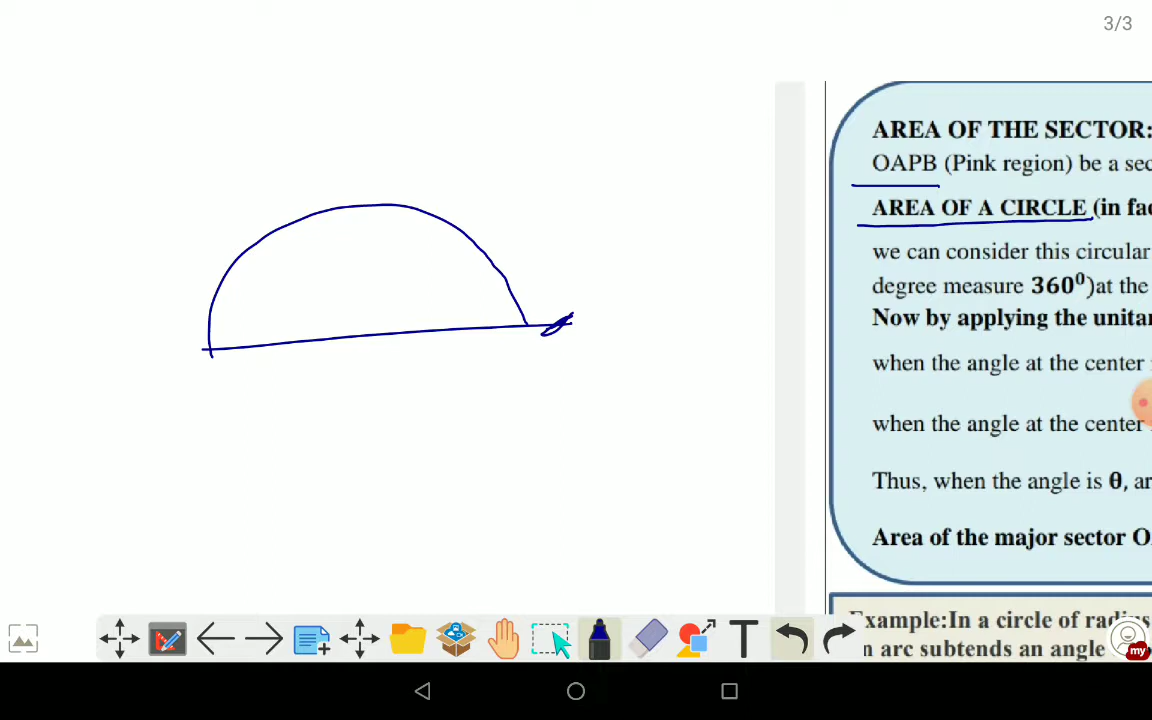 3/3
AREA OF THE SECTOR:
OAPB (Pink region) be a sec
AREA OF A CIRCLE (in fac
we can consider this circular
degree measure 360⁰)at the
Now by applying the unitar
when the angle at the center
when the angle at the center
Thus, when the angle is θ, ar
Area of the major sector O
Example:In a circle of radius
n arc subtends an angle
T
my